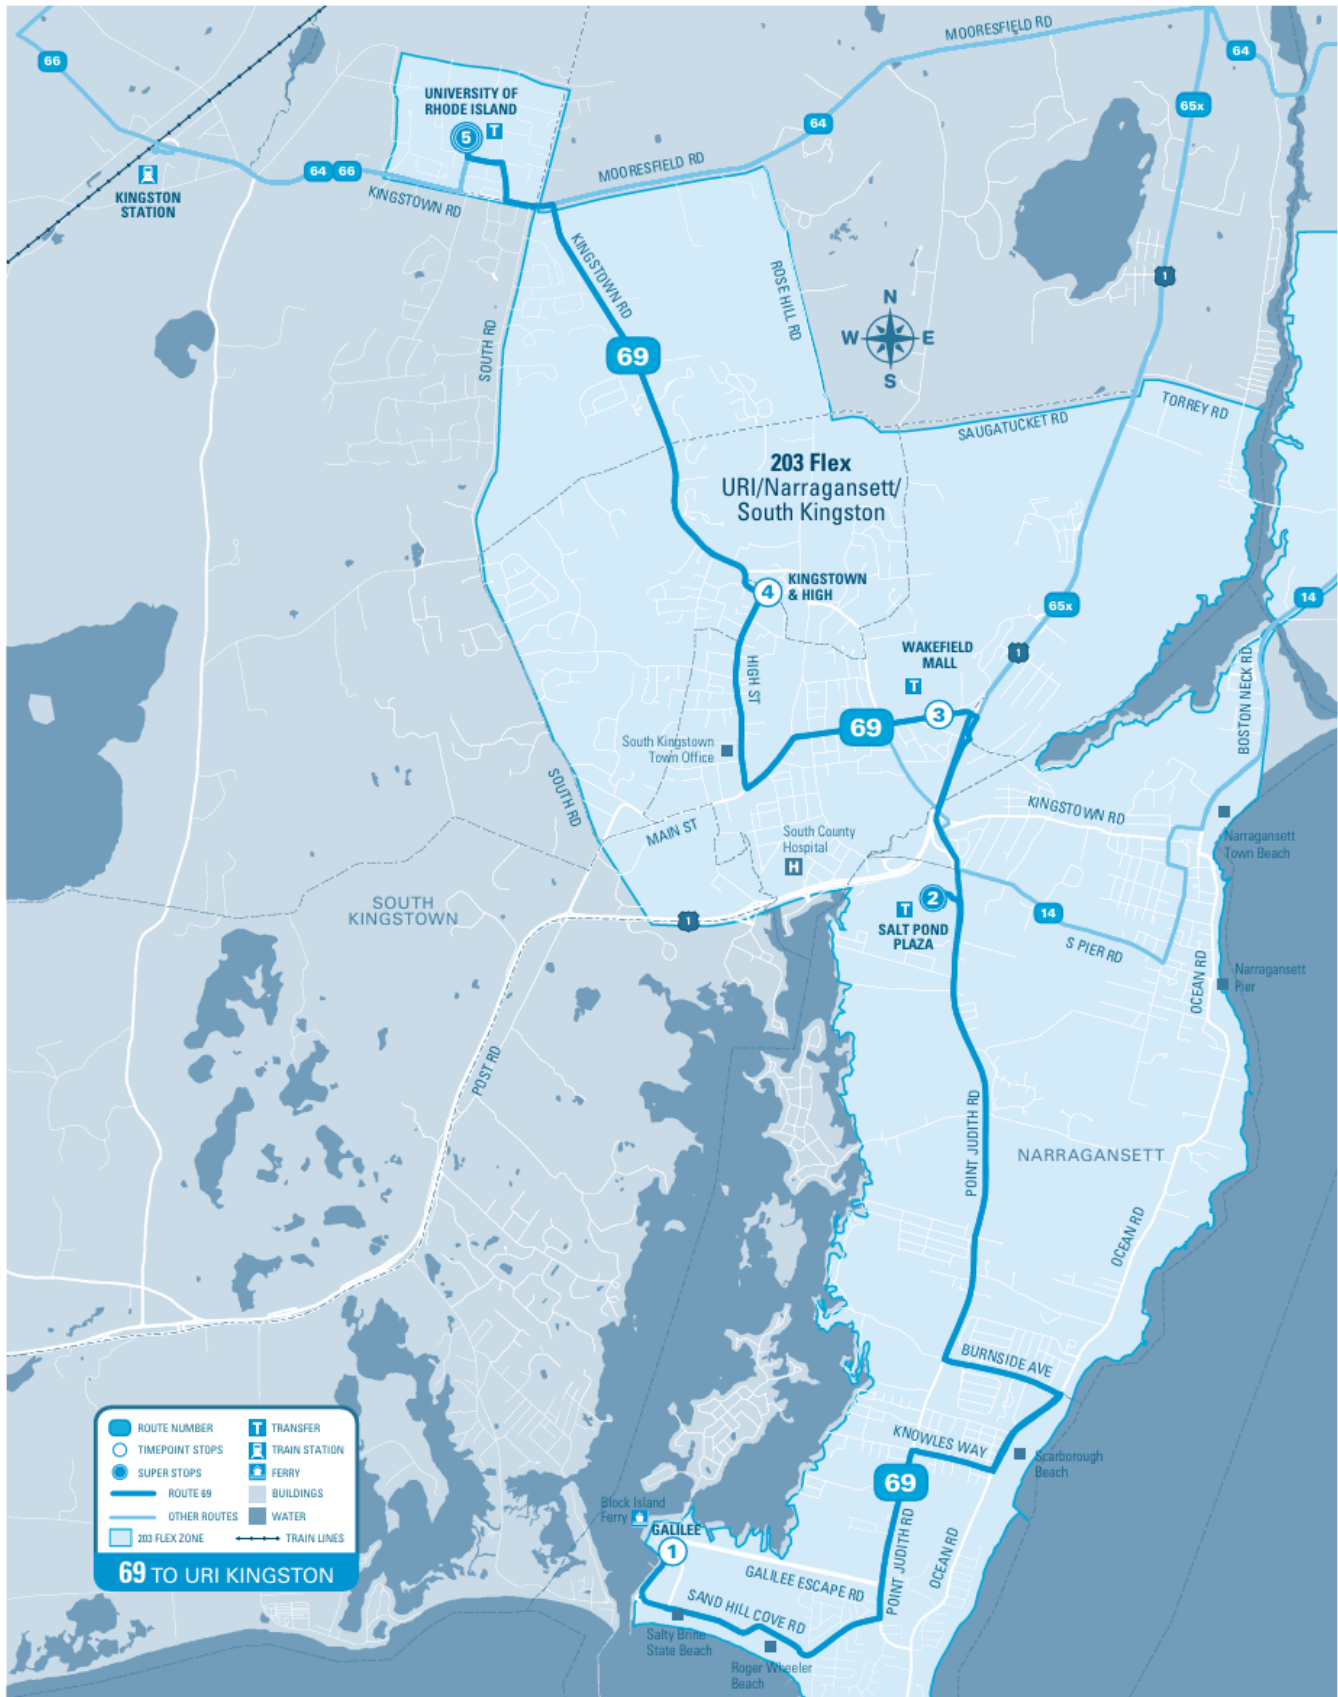 MOORESFIELD RD
66
64
65x
UNIVERSITY OF
RHODE ISLAND
5
T
64
MOORESFIELD RD
64 66
KINGSTON
STATION
KINGSTOWN RD
KINGSTOWN RD
ROSE HILL RD
1
N
W E
S
SOUTH RD
69
TORREY RD
SAUGATUCKET RD
203 Flex
URI/Narragansett/
South Kingston
4
KINGSTOWN
& HIGH
65x
14
WAKEFIELD
MALL
1
T
HIGH ST
BOSTON NECK RD
3
69
South Kingstown
Town Office
SOUTH RD
KINGSTOWN RD
MAIN ST
South County
Hospital
H
Narragansett
Town Beach
SOUTH
KINGSTOWN
1
T
2
SALT POND
PLAZA
14
S PIER RD
OCEAN RD
Narragansett
Pier
POST RD
POINT JUDITH RD
NARRAGANSETT
OCEAN RD
BURNSIDE AVE
KNOWLES WAY
Scarborough
Beach
69
Block Island
Ferry
GALILEE
1
POINT JUDITH RD
OCEAN RD
GALILEE ESCAPE RD
SAND HILL COVE RD
Salty Brine
State Beach
Roger Wheeler
Beach
ROUTE NUMBER
T TRANSFER
TIMEPOINT STOPS
TRAIN STATION
SUPER STOPS
FERRY
ROUTE 69
BUILDINGS
OTHER ROUTES
WATER
203 FLEX ZONE
TRAIN LINES
69 TO URI KINGSTON